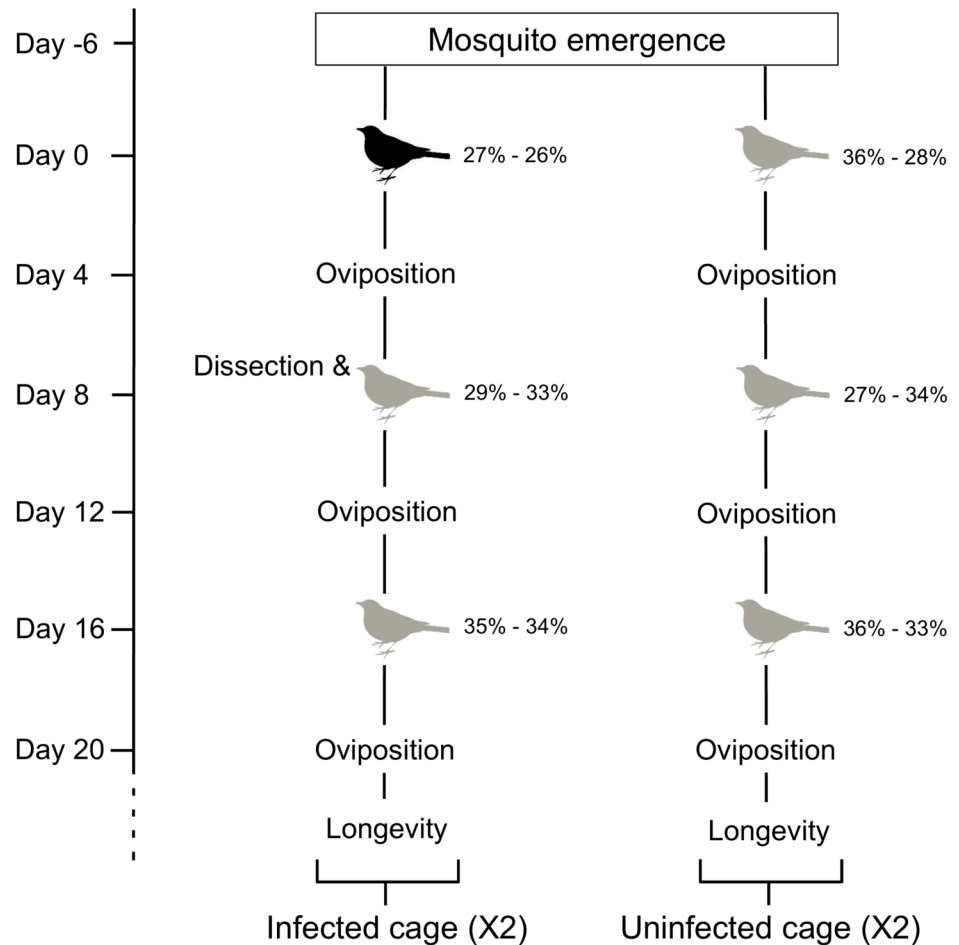 Day -6
Mosquito emergence
Day 0
27% - 26%
36% - 28%
Day 4
Oviposition
Oviposition
Dissection &
Day 8
29% - 33%
27% - 34%
Day 12
Oviposition
Oviposition
Day 16
35% - 34%
36% - 33%
Day 20
Oviposition
Oviposition
Longevity
Longevity
Infected cage (X2)
Uninfected cage (X2)